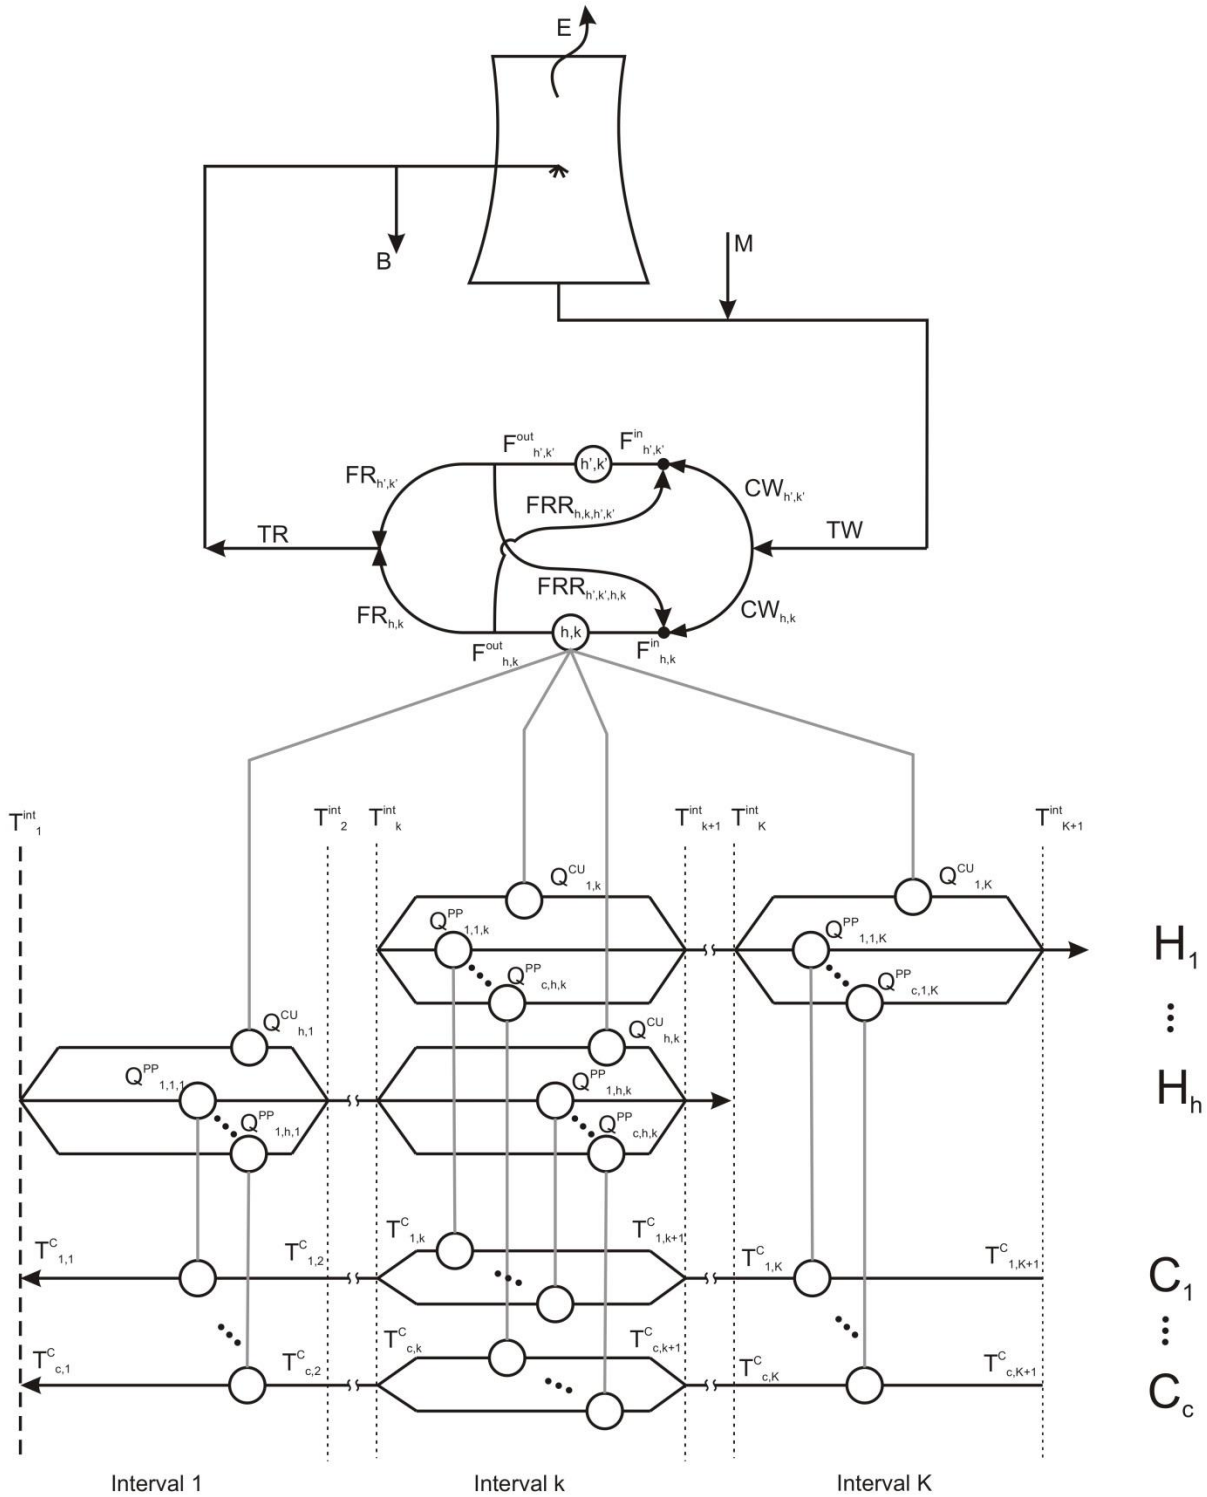 E
B
M
F^out_h',k'
F^in_h',k'
h',k'
FR_h',k'
CW_h',k'
FRR_h,k,h',k'
TR
TW
FRR_h',k',h,k
FR_h,k
CW_h,k
h,k
F^out_h,k
F^in_h,k
T^int_1
T^int_2
T^int_k
T^int_k+1
T^int_K
T^int_K+1
Q^CU_1,k
Q^CU_1,K
Q^PP_1,1,k
Q^PP_1,1,K
H_1
Q^PP_c,h,k
Q^PP_c,1,K
Q^CU_h,1
Q^CU_h,k
Q^PP_1,1,1
Q^PP_1,h,k
H_h
Q^PP_1,h,1
Q^PP_c,h,k
T^C_1,1
T^C_1,2
T^C_1,k
T^C_1,k+1
T^C_1,K
T^C_1,K+1
C_1
T^C_c,1
T^C_c,2
T^C_c,k
T^C_c,k+1
T^C_c,K
T^C_c,K+1
C_c
Interval 1
Interval k
Interval K